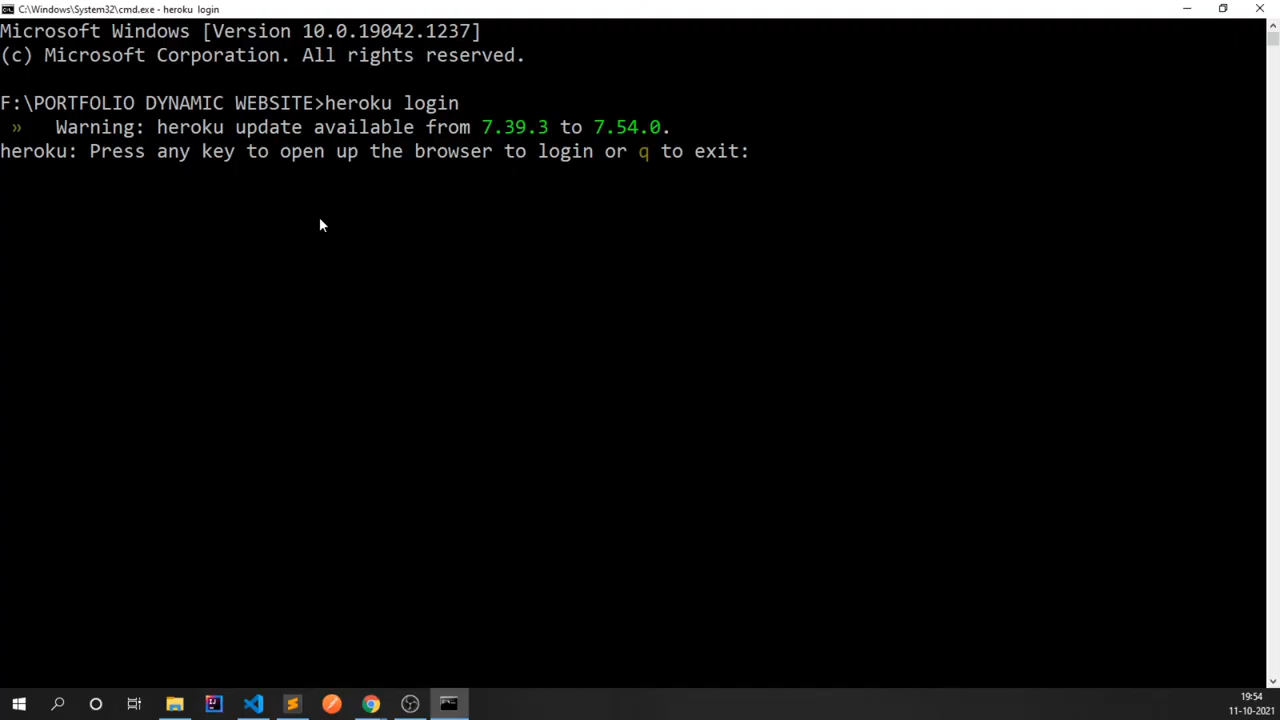 C:\Windows\System32\cmd.exe - heroku  login
Microsoft Windows [Version 10.0.19042.1237]
(c) Microsoft Corporation. All rights reserved.
F:\PORTFOLIO DYNAMIC WEBSITE>heroku login
»   Warning: heroku update available from 7.39.3 to 7.54.0.
heroku: Press any key to open up the browser to login or q to exit:
19:54
11-10-2021